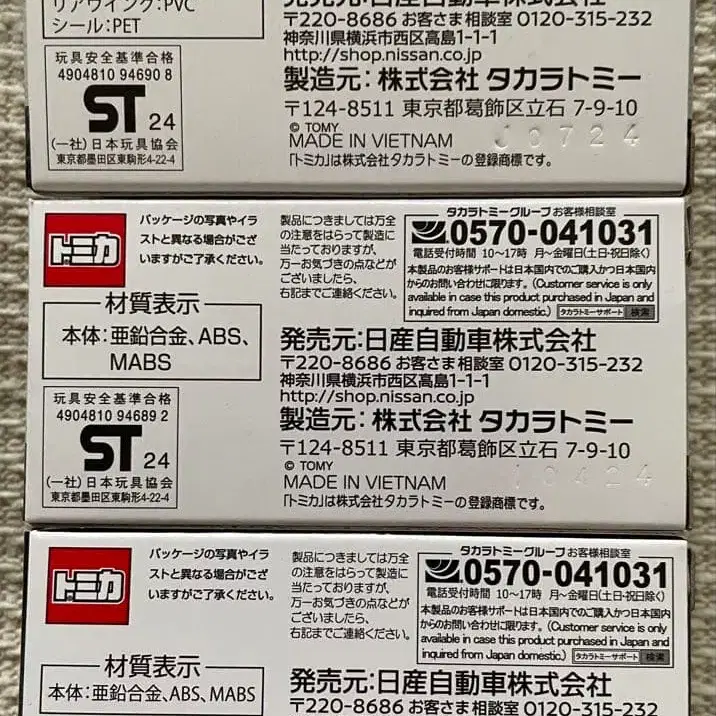 リアウイング:PVC
シール:PET
玩具安全基準合格
4904810 94690 8
ST 24
(一社)日本玩具協会
東京都墨田区東駒形4-22-4
発売元:日産自動車株式会社
〒220-8686 お客さま相談室 0120-315-232
神奈川県横浜市西区高島1-1-1
http://shop.nissan.co.jp
製造元: 株式会社 タカラトミー
〒124-8511 東京都葛飾区立石 7-9-10
© TOMY
MADE IN VIETNAM
「トミカ」は株式会社タカラトミーの登録商標です。
トミカ
パッケージの写真やイラ
ストと異なる場合がござ
いますがご了承ください。
製品につきましては万全
の注意をはらって製造に
当たっておりますが、
万一お気づきの点などが
ございましたら、
右記までご連絡ください。
タカラトミーグループお客様相談室
0570-041031
電話受付時間 10〜17時 月〜金曜日(土・日・祝日除く)
本製品のお客様サポートは日本国内でのご購入かつ日本国内
からのお問い合わせに限ります。(Customer service is only
available in case this product purchased in Japan and
inquired from Japan domestic.) タカラトミーサポート 検索
材質表示
本体:亜鉛合金、ABS、
MABS
玩具安全基準合格
4904810 94689 2
ST 24
(一社)日本玩具協会
東京都墨田区東駒形4-22-4
発売元:日産自動車株式会社
〒220-8686 お客さま相談室 0120-315-232
神奈川県横浜市西区高島1-1-1
http://shop.nissan.co.jp
製造元: 株式会社 タカラトミー
〒124-8511 東京都葛飾区立石 7-9-10
© TOMY
MADE IN VIETNAM
「トミカ」は株式会社タカラトミーの登録商標です。
トミカ
パッケージの写真やイラ
ストと異なる場合がござ
いますがご了承ください。
製品につきましては万全
の注意をはらって製造に
当たっておりますが、
万一お気づきの点などが
ございましたら、
右記までご連絡ください。
タカラトミーグループお客様相談室
0570-041031
電話受付時間 10〜17時 月〜金曜日(土・日・祝日除く)
本製品のお客様サポートは日本国内でのご購入かつ日本国内
からのお問い合わせに限ります。(Customer service is only
available in case this product purchased in Japan and
inquired from Japan domestic.) タカラトミーサポート 検索
材質表示
本体:亜鉛合金、ABS、MABS
発売元:日産自動車株式会社
〒220-8686 お客さま相談室 0120-315-232